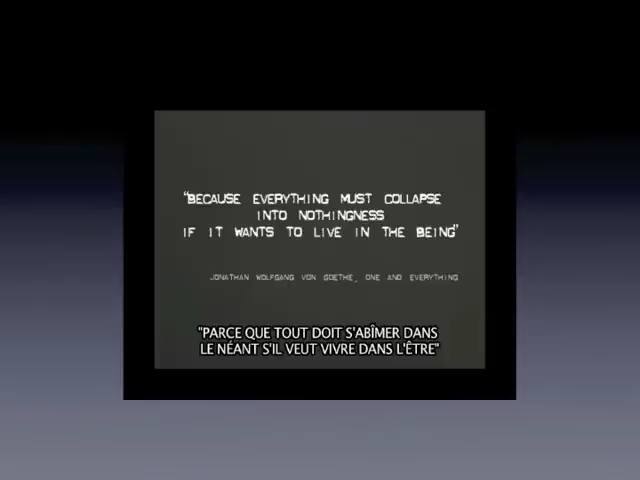 "BECAUSE EVERYTHING MUST COLLAPSE
INTO NOTHINGNESS
IF IT WANTS TO LIVE IN THE BEING"
JONATHAN WOLFGANG VON GOETHE, ONE AND EVERYTHING
"PARCE QUE TOUT DOIT S'ABÎMER DANS
LE NÉANT S'IL VEUT VIVRE DANS L'ÊTRE"